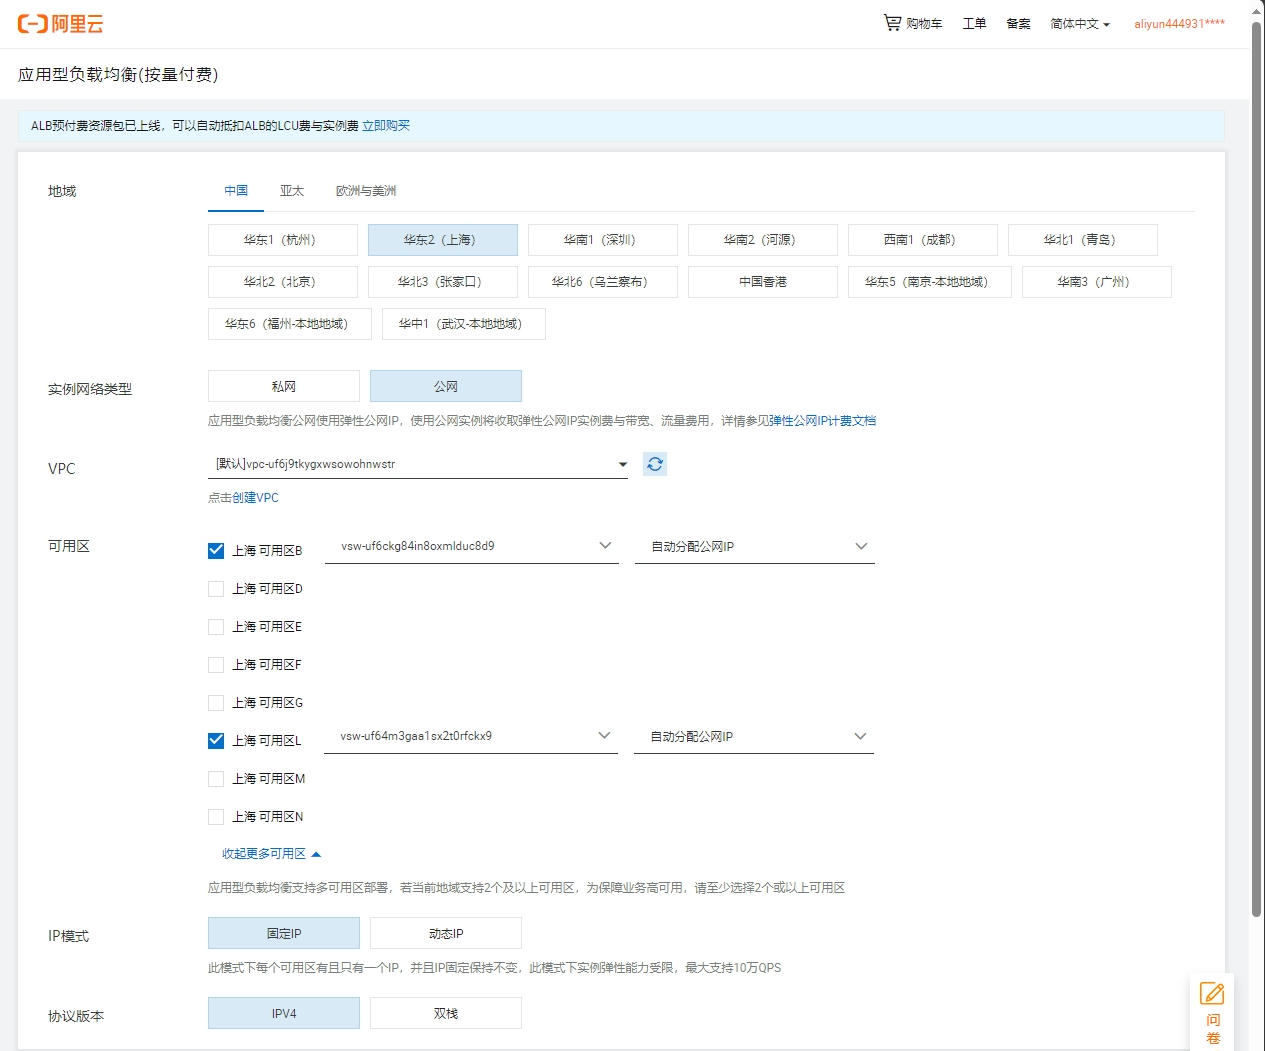 阿里云
购物车 工单 备案 简体中文 aliyun444931****
应用型负载均衡(按量付费)
ALB预付费资源包已上线，可以自动抵扣ALB的LCU费与实例费 立即购买
地域 中国 亚太 欧洲与美洲
华东1（杭州） 华东2（上海） 华南1（深圳） 华南2（河源） 西南1（成都） 华北1（青岛）
华北2（北京） 华北3（张家口） 华北6（乌兰察布） 中国香港 华东5（南京-本地地域） 华南3（广州）
华东6（福州-本地地域） 华中1（武汉-本地地域）
实例网络类型 私网 公网
应用型负载均衡公网使用弹性公网IP，使用公网实例将收取弹性公网IP实例费与带宽、流量费用，详情参见弹性公网IP计费文档
VPC [默认]vpc-uf6j9tkygxwsowohnwstr
点击创建VPC
可用区 上海 可用区B vsw-uf6ckg84in8oxmlduc8d9 自动分配公网IP
上海 可用区D
上海 可用区E
上海 可用区F
上海 可用区G
上海 可用区L vsw-uf64m3gaa1sx2t0rfckx9 自动分配公网IP
上海 可用区M
上海 可用区N
收起更多可用区
应用型负载均衡支持多可用区部署，若当前地域支持2个及以上可用区，为保障业务高可用，请至少选择2个或以上可用区
IP模式 固定IP 动态IP
此模式下每个可用区有且只有一个IP，并且IP固定保持不变，此模式下实例弹性能力受限，最大支持10万QPS
协议版本 IPV4 双栈
问
卷